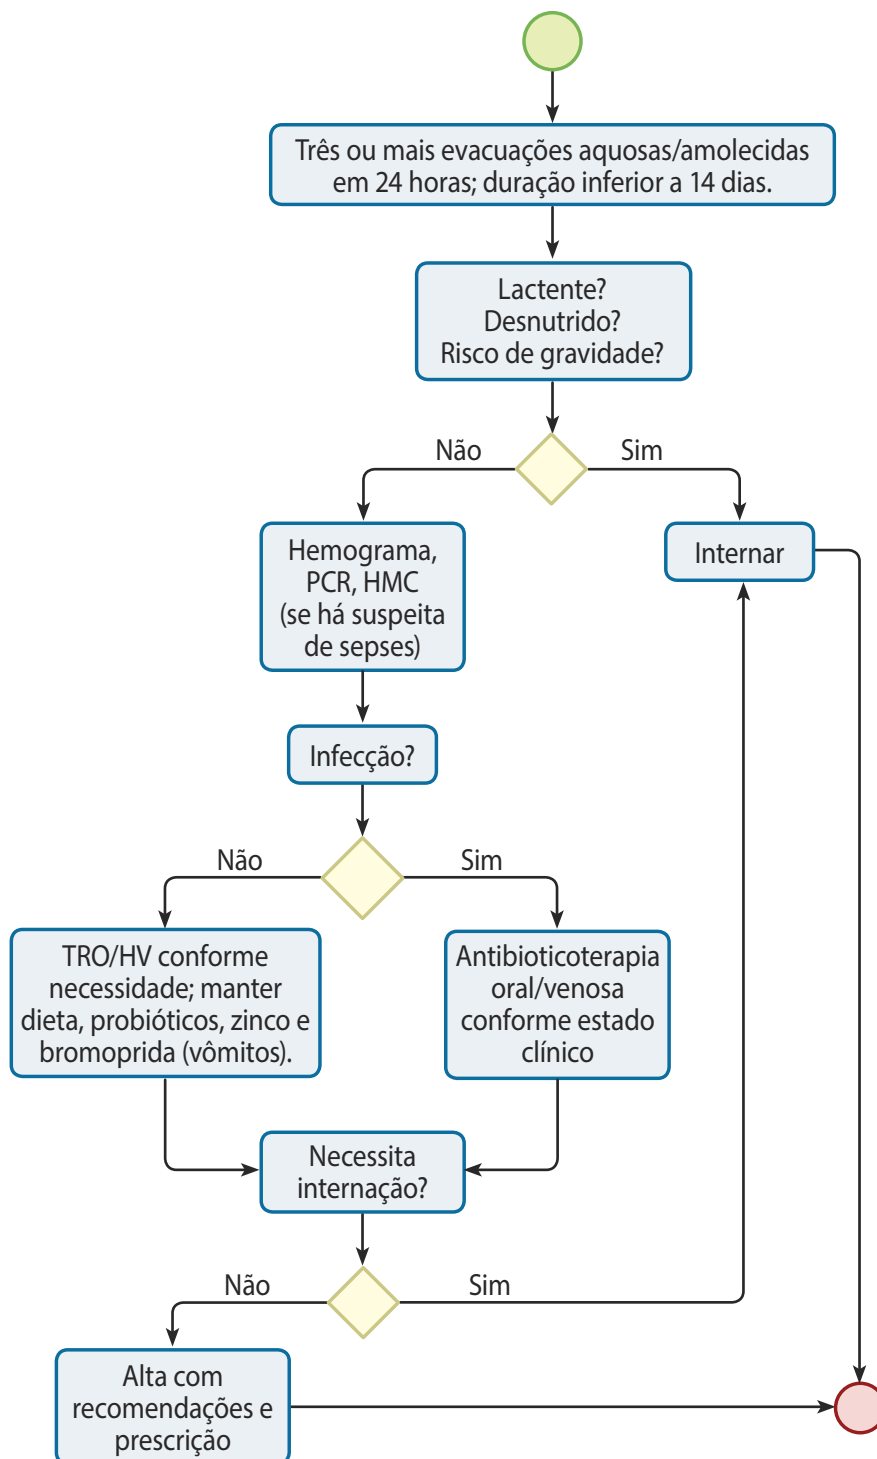 Três ou mais evacuações aquosas/amolecidas
em 24 horas; duração inferior a 14 dias.
Lactente?
Desnutrido?
Risco de gravidade?
Não
Sim
Hemograma,
PCR, HMC
(se há suspeita
de sepses)
Internar
Infecção?
Não
Sim
TRO/HV conforme
necessidade; manter
dieta, probióticos, zinco e
bromoprida (vômitos).
Antibioticoterapia
oral/venosa
conforme estado
clínico
Necessita
internação?
Não
Sim
Alta com
recomendações e
prescrição